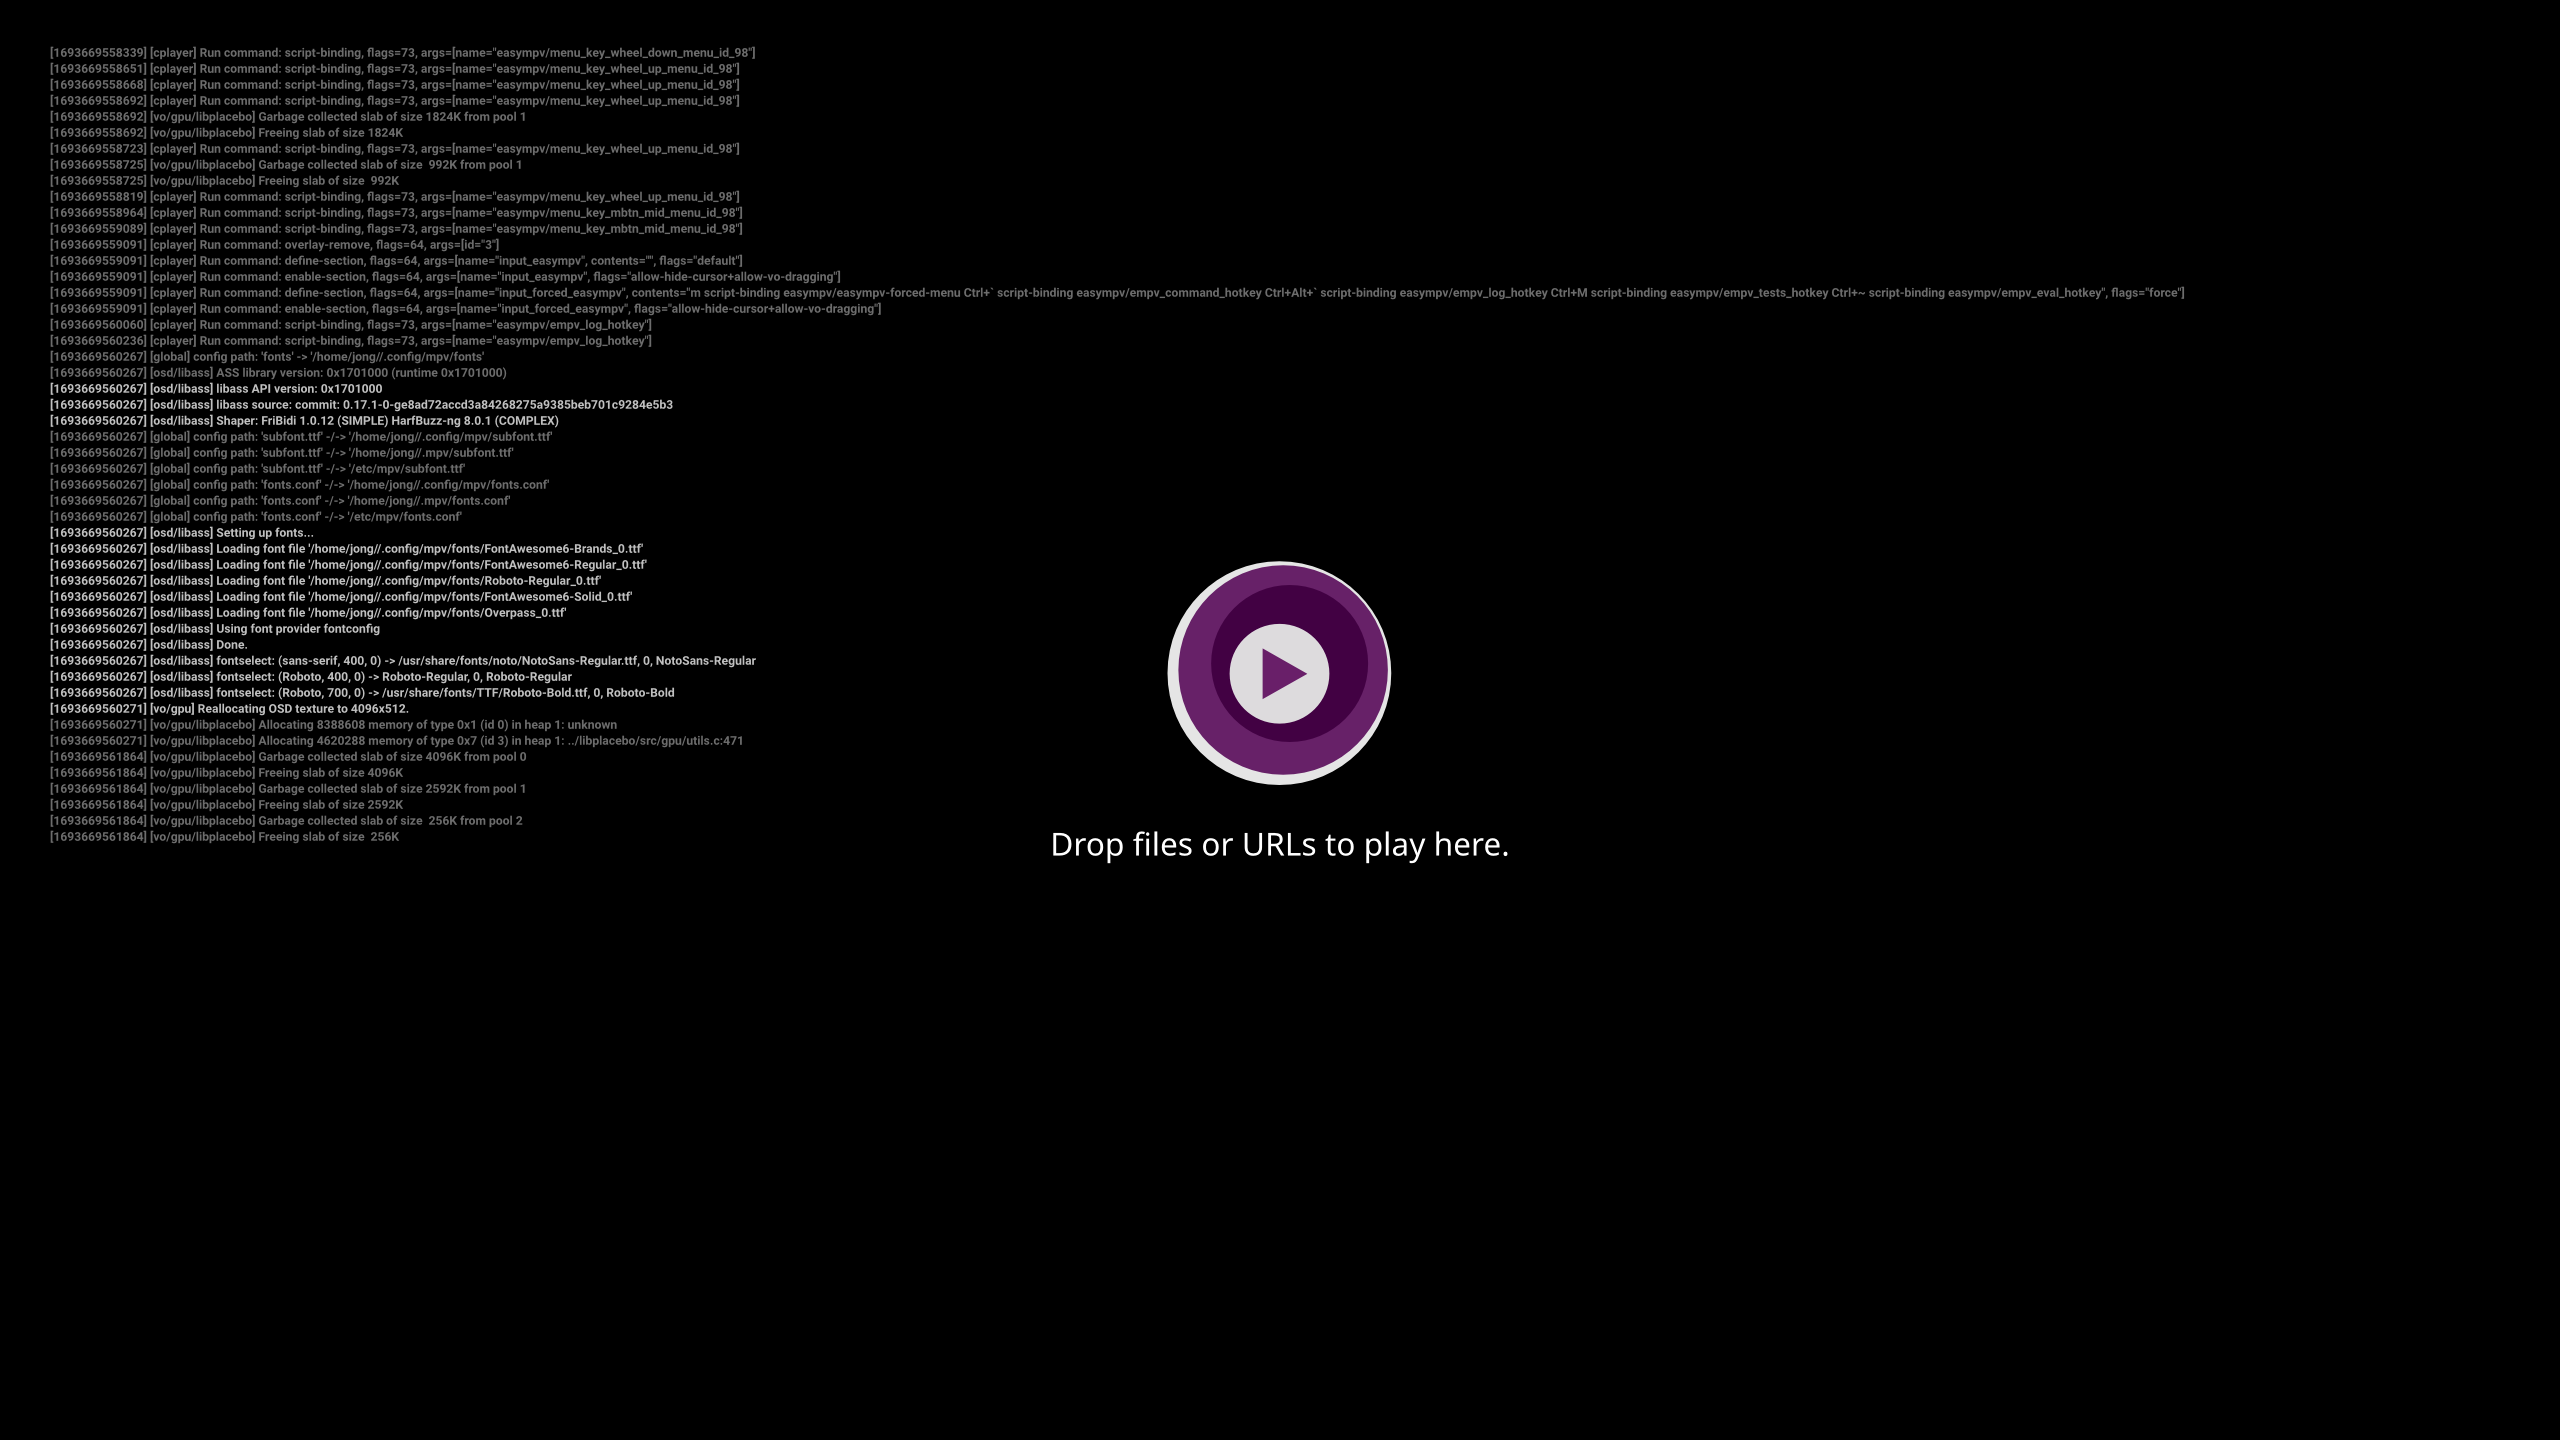 [1693669558339] [cplayer] Run command: script-binding, flags=73, args=[name="easympv/menu_key_wheel_down_menu_id_98"]
[1693669558651] [cplayer] Run command: script-binding, flags=73, args=[name="easympv/menu_key_wheel_up_menu_id_98"]
[1693669558668] [cplayer] Run command: script-binding, flags=73, args=[name="easympv/menu_key_wheel_up_menu_id_98"]
[1693669558692] [cplayer] Run command: script-binding, flags=73, args=[name="easympv/menu_key_wheel_up_menu_id_98"]
[1693669558692] [vo/gpu/libplacebo] Garbage collected slab of size 1824K from pool 1
[1693669558692] [vo/gpu/libplacebo] Freeing slab of size 1824K
[1693669558723] [cplayer] Run command: script-binding, flags=73, args=[name="easympv/menu_key_wheel_up_menu_id_98"]
[1693669558725] [vo/gpu/libplacebo] Garbage collected slab of size  992K from pool 1
[1693669558725] [vo/gpu/libplacebo] Freeing slab of size  992K
[1693669558819] [cplayer] Run command: script-binding, flags=73, args=[name="easympv/menu_key_wheel_up_menu_id_98"]
[1693669558964] [cplayer] Run command: script-binding, flags=73, args=[name="easympv/menu_key_mbtn_mid_menu_id_98"]
[1693669559089] [cplayer] Run command: script-binding, flags=73, args=[name="easympv/menu_key_mbtn_mid_menu_id_98"]
[1693669559091] [cplayer] Run command: overlay-remove, flags=64, args=[id="3"]
[1693669559091] [cplayer] Run command: define-section, flags=64, args=[name="input_easympv", contents="", flags="default"]
[1693669559091] [cplayer] Run command: enable-section, flags=64, args=[name="input_easympv", flags="allow-hide-cursor+allow-vo-dragging"]
[1693669559091] [cplayer] Run command: define-section, flags=64, args=[name="input_forced_easympv", contents="m script-binding easympv/easympv-forced-menu Ctrl+` script-binding easympv/empv_command_hotkey Ctrl+Alt+` script-binding easympv/empv_log_hotkey Ctrl+M script-binding easympv/empv_tests_hotkey Ctrl+~ script-binding easympv/empv_eval_hotkey", flags="force"]
[1693669559091] [cplayer] Run command: enable-section, flags=64, args=[name="input_forced_easympv", flags="allow-hide-cursor+allow-vo-dragging"]
[1693669560060] [cplayer] Run command: script-binding, flags=73, args=[name="easympv/empv_log_hotkey"]
[1693669560236] [cplayer] Run command: script-binding, flags=73, args=[name="easympv/empv_log_hotkey"]
[1693669560267] [global] config path: 'fonts' -> '/home/jong//.config/mpv/fonts'
[1693669560267] [osd/libass] ASS library version: 0x1701000 (runtime 0x1701000)
[1693669560267] [osd/libass] libass API version: 0x1701000
[1693669560267] [osd/libass] libass source: commit: 0.17.1-0-ge8ad72accd3a84268275a9385beb701c9284e5b3
[1693669560267] [osd/libass] Shaper: FriBidi 1.0.12 (SIMPLE) HarfBuzz-ng 8.0.1 (COMPLEX)
[1693669560267] [global] config path: 'subfont.ttf' -/-> '/home/jong//.config/mpv/subfont.ttf'
[1693669560267] [global] config path: 'subfont.ttf' -/-> '/home/jong//.mpv/subfont.ttf'
[1693669560267] [global] config path: 'subfont.ttf' -/-> '/etc/mpv/subfont.ttf'
[1693669560267] [global] config path: 'fonts.conf' -/-> '/home/jong//.config/mpv/fonts.conf'
[1693669560267] [global] config path: 'fonts.conf' -/-> '/home/jong//.mpv/fonts.conf'
[1693669560267] [global] config path: 'fonts.conf' -/-> '/etc/mpv/fonts.conf'
[1693669560267] [osd/libass] Setting up fonts...
[1693669560267] [osd/libass] Loading font file '/home/jong//.config/mpv/fonts/FontAwesome6-Brands_0.ttf'
[1693669560267] [osd/libass] Loading font file '/home/jong//.config/mpv/fonts/FontAwesome6-Regular_0.ttf'
[1693669560267] [osd/libass] Loading font file '/home/jong//.config/mpv/fonts/Roboto-Regular_0.ttf'
[1693669560267] [osd/libass] Loading font file '/home/jong//.config/mpv/fonts/FontAwesome6-Solid_0.ttf'
[1693669560267] [osd/libass] Loading font file '/home/jong//.config/mpv/fonts/Overpass_0.ttf'
[1693669560267] [osd/libass] Using font provider fontconfig
[1693669560267] [osd/libass] Done.
[1693669560267] [osd/libass] fontselect: (sans-serif, 400, 0) -> /usr/share/fonts/noto/NotoSans-Regular.ttf, 0, NotoSans-Regular
[1693669560267] [osd/libass] fontselect: (Roboto, 400, 0) -> Roboto-Regular, 0, Roboto-Regular
[1693669560267] [osd/libass] fontselect: (Roboto, 700, 0) -> /usr/share/fonts/TTF/Roboto-Bold.ttf, 0, Roboto-Bold
[1693669560271] [vo/gpu] Reallocating OSD texture to 4096x512.
[1693669560271] [vo/gpu/libplacebo] Allocating 8388608 memory of type 0x1 (id 0) in heap 1: unknown
[1693669560271] [vo/gpu/libplacebo] Allocating 4620288 memory of type 0x7 (id 3) in heap 1: ../libplacebo/src/gpu/utils.c:471
[1693669561864] [vo/gpu/libplacebo] Garbage collected slab of size 4096K from pool 0
[1693669561864] [vo/gpu/libplacebo] Freeing slab of size 4096K
[1693669561864] [vo/gpu/libplacebo] Garbage collected slab of size 2592K from pool 1
[1693669561864] [vo/gpu/libplacebo] Freeing slab of size 2592K
[1693669561864] [vo/gpu/libplacebo] Garbage collected slab of size  256K from pool 2
[1693669561864] [vo/gpu/libplacebo] Freeing slab of size  256K
Drop files or URLs to play here.